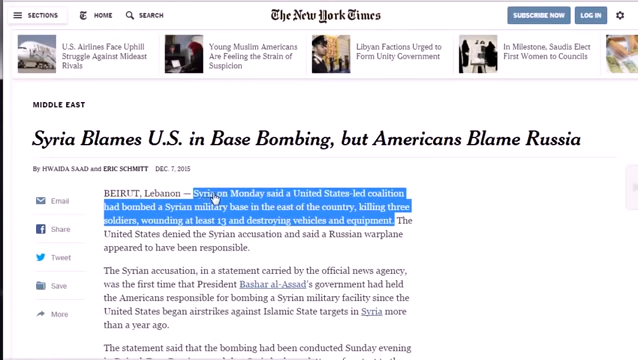 SECTIONS HOME SEARCH The New York Times SUBSCRIBE NOW LOG IN
U.S. Airlines Face Uphill
Struggle Against Mideast
Rivals
Young Muslim Americans
Are Feeling the Strain of
Suspicion
Libyan Factions Urged to
Form Unity Government
In Milestone, Saudis Elect
First Women to Councils
MIDDLE EAST
Syria Blames U.S. in Base Bombing, but Americans Blame Russia
By HWAIDA SAAD and ERIC SCHMITT DEC. 7, 2015
Email
Share
Tweet
Save
More
BEIRUT, Lebanon — Syria on Monday said a United States-led coalition
had bombed a Syrian military base in the east of the country, killing three
soldiers, wounding at least 13 and destroying vehicles and equipment. The
United States denied the Syrian accusation and said a Russian warplane
appeared to have been responsible.
The Syrian accusation, in a statement carried by the official news agency,
was the first time that President Bashar al-Assad's government had held
the Americans responsible for bombing a Syrian military facility since the
United States began airstrikes against Islamic State targets in Syria more
than a year ago.
The statement said that the bombing had been conducted Sunday evening